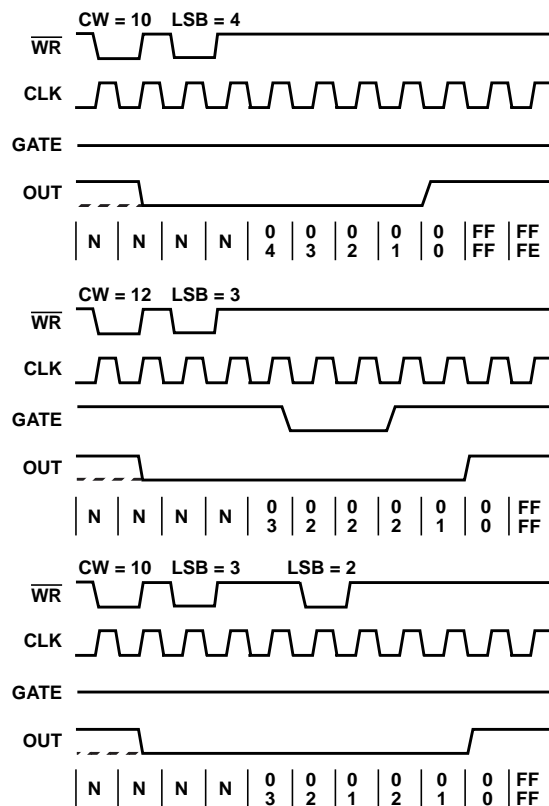 CW = 10 LSB = 4
WR
CLK
GATE
OUT
N N N N 0 0 0 0 0 FF FF
4 3 2 1 0 FF FE
CW = 12 LSB = 3
WR
CLK
GATE
OUT
N N N N 0 0 0 0 0 0 FF
3 2 2 2 1 0 FF
CW = 10 LSB = 3 LSB = 2
WR
CLK
GATE
OUT
N N N N 0 0 0 0 0 0 FF
3 2 1 2 1 0 FF